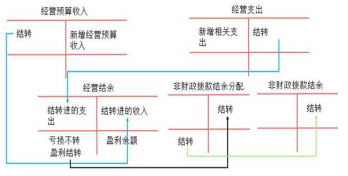 经营预算收入
结转
新增经营预算
收入
经营支出
新增相关支
出
结转
经营结余
结转进的支
出
结转进的收入
亏损不转
盈利结转
盈利余额
非财政拨款结余分配
结转
结转
非财政拨款结余
结转